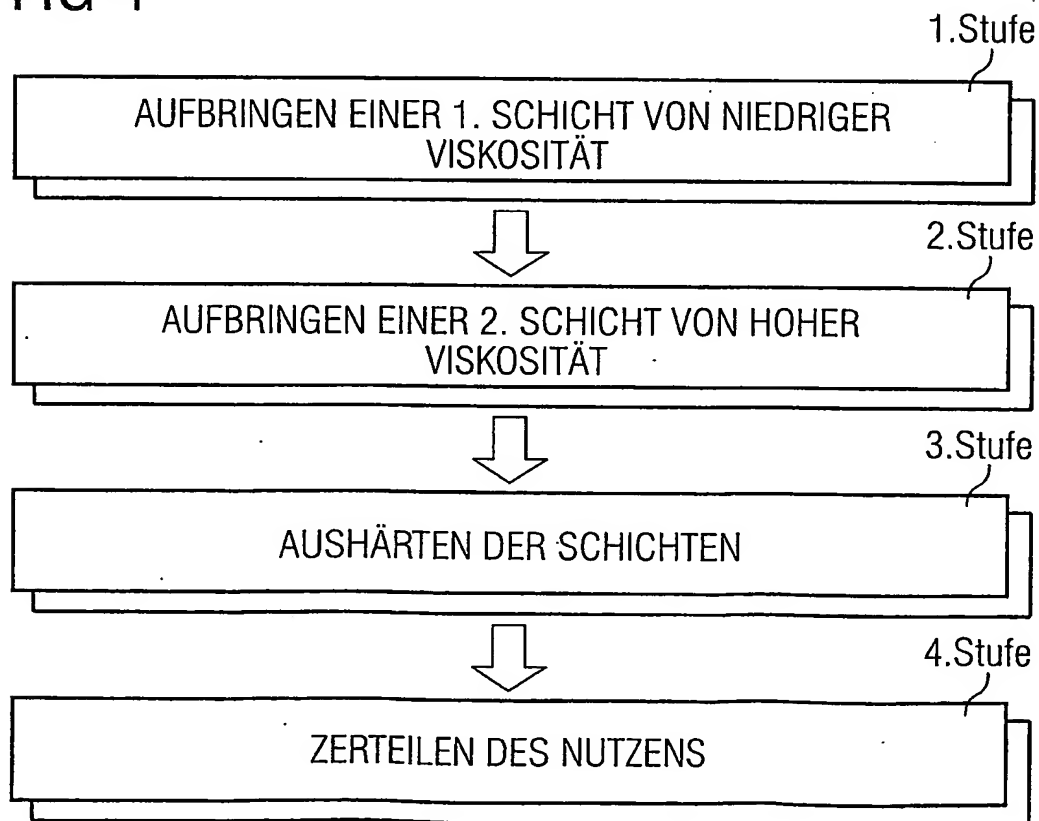 1.Stufe
AUFBRINGEN EINER 1. SCHICHT VON NIEDRIGER
VISKOSITÄT
2.Stufe
AUFBRINGEN EINER 2. SCHICHT VON HOHER
VISKOSITÄT
3.Stufe
AUSHÄRTEN DER SCHICHTEN
4.Stufe
ZERTEILEN DES NUTZENS